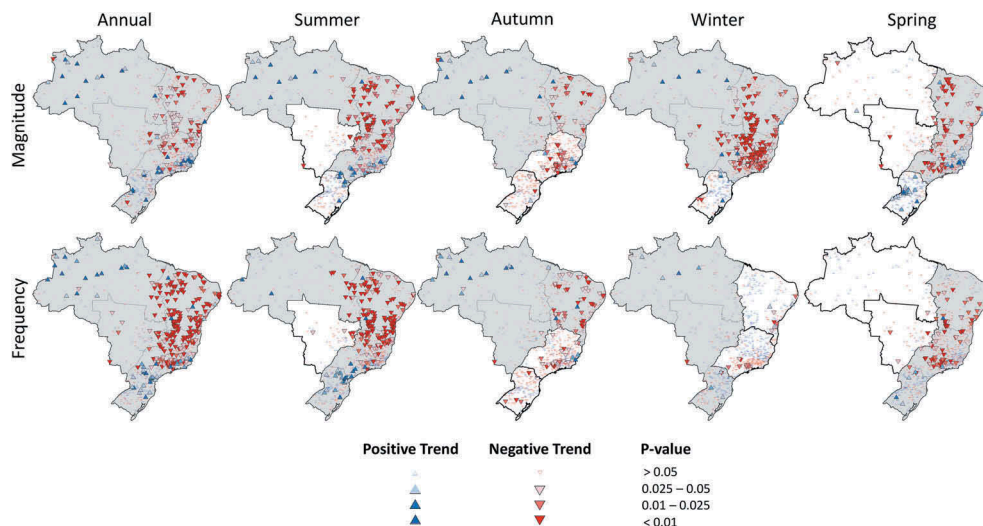 Annual Summer Autumn Winter Spring
Magnitude
Frequency
Positive Trend Negative Trend P-value
> 0.05
0.025 – 0.05
0.01 – 0.025
< 0.01